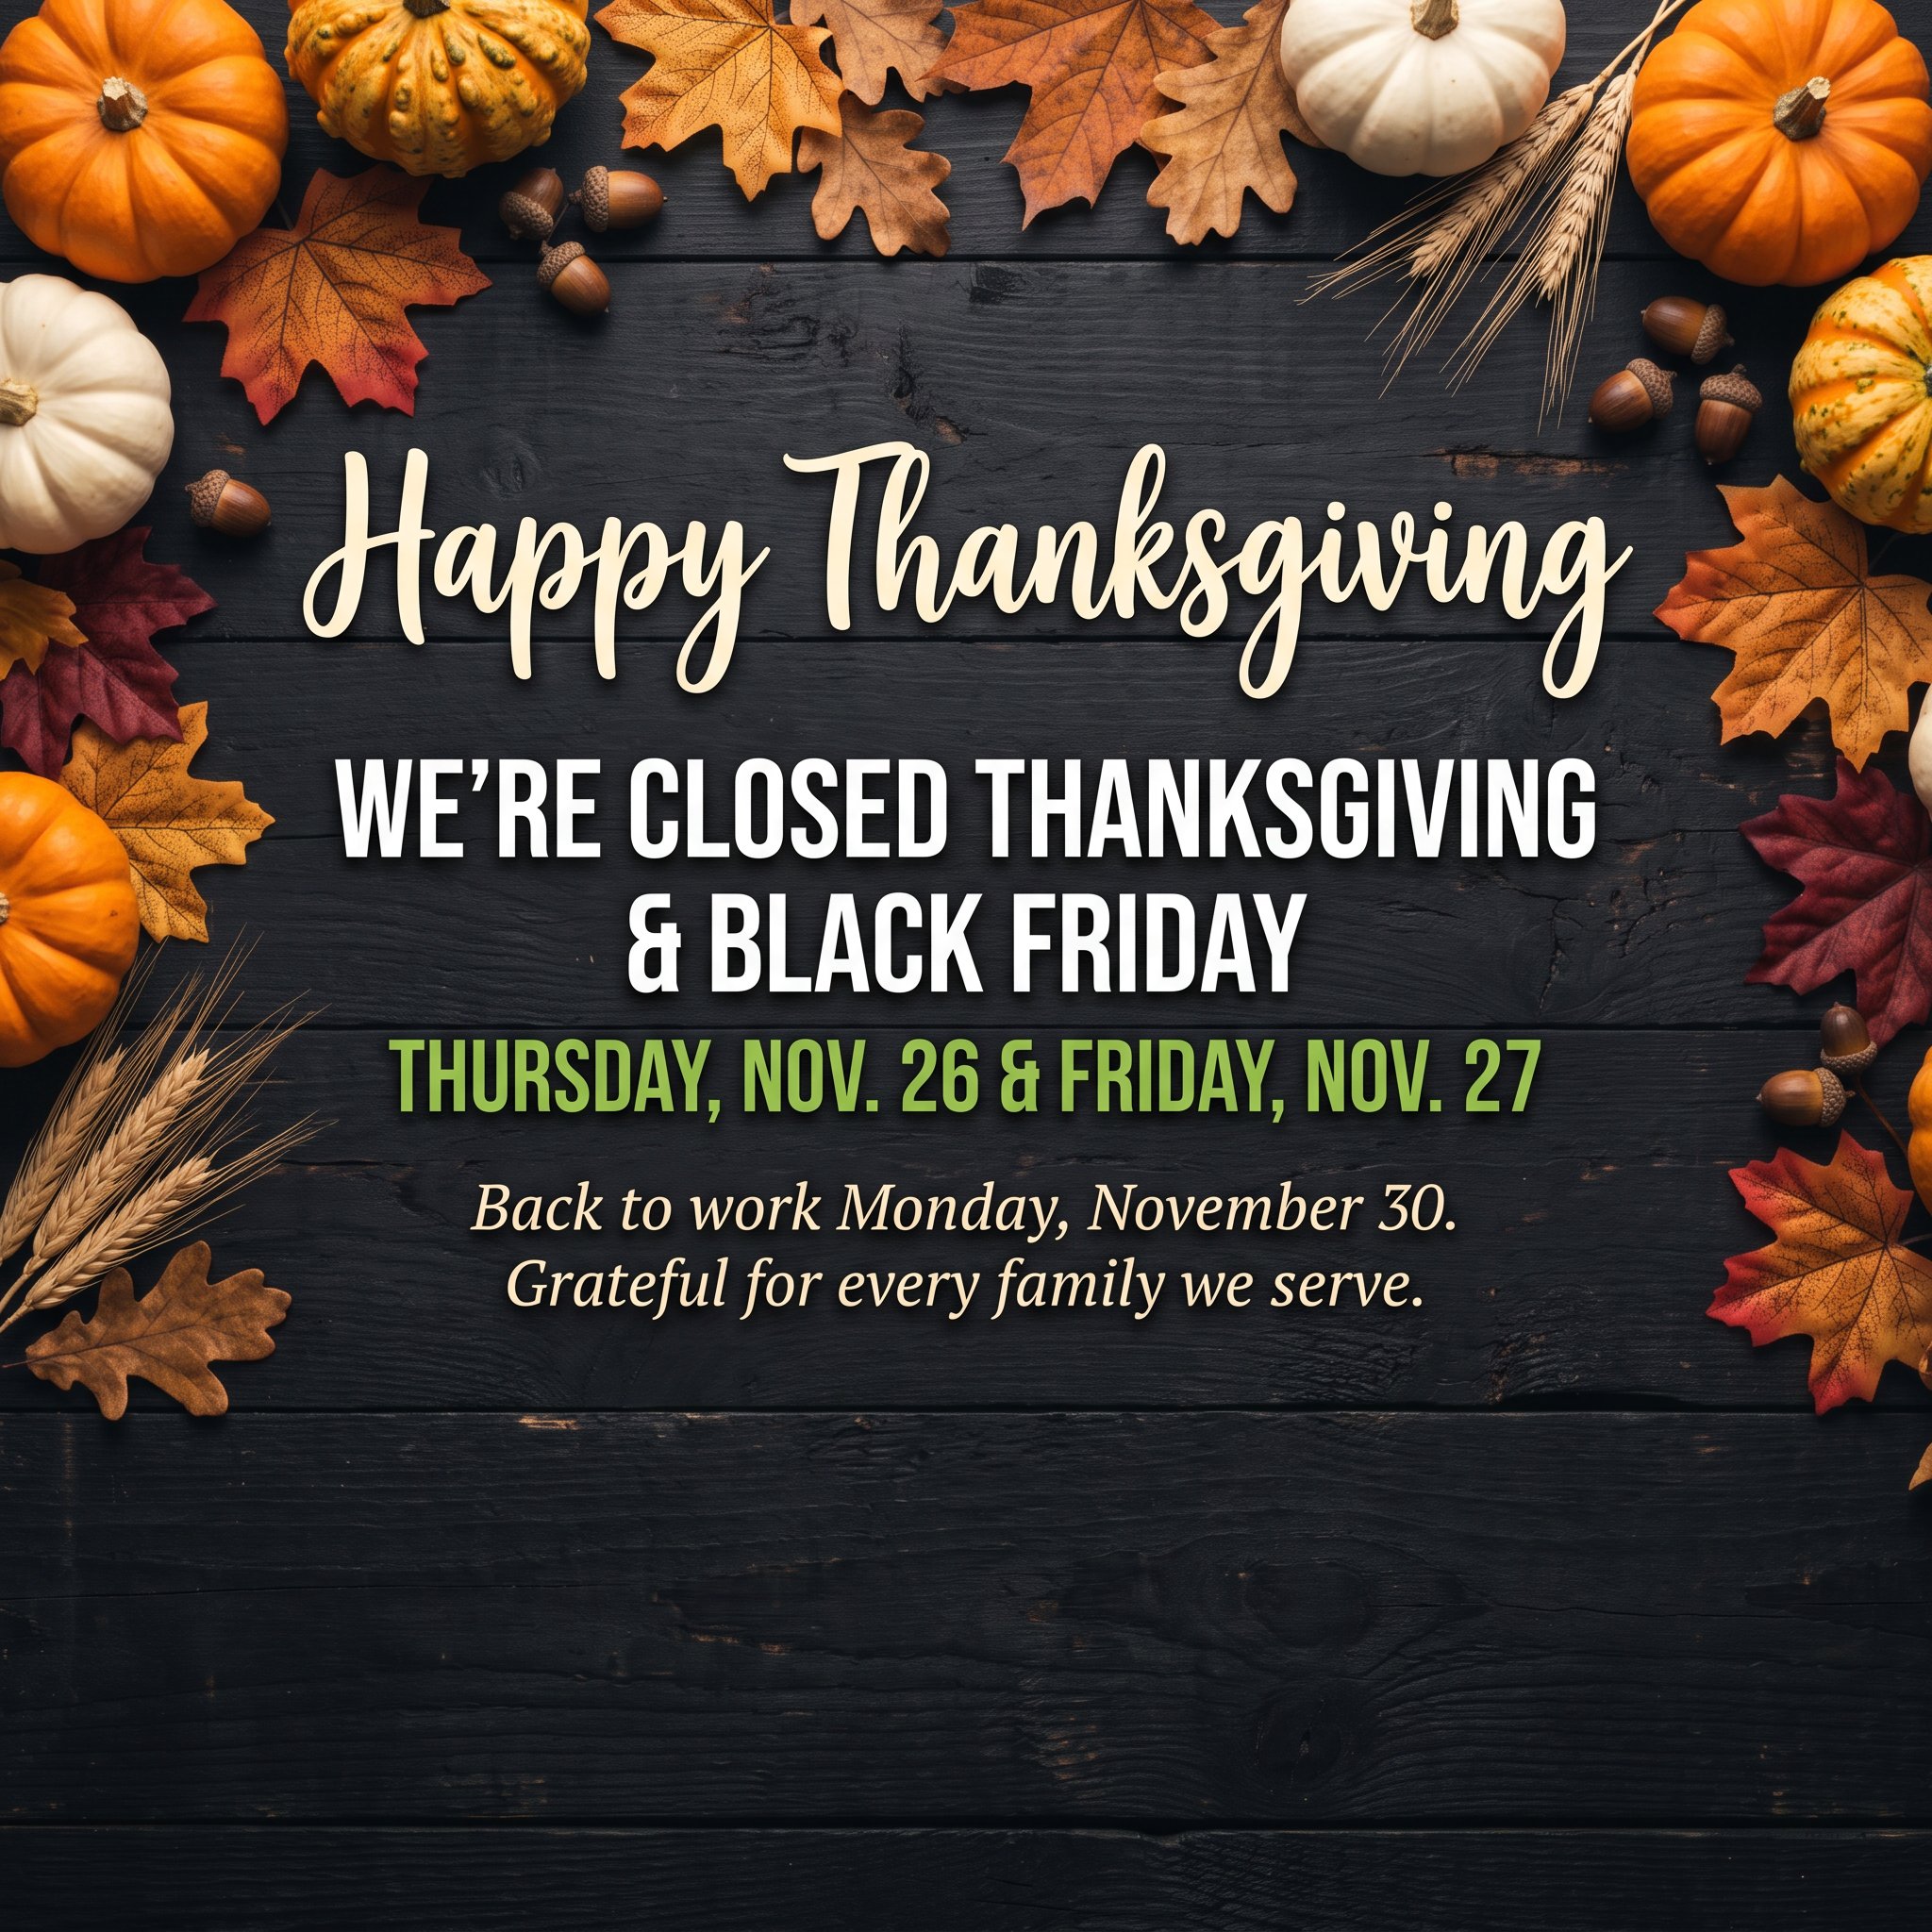 Happy Thanksgiving
WE’RE CLOSED THANKSGIVING
& BLACK FRIDAY
THURSDAY, NOV. 26 & FRIDAY, NOV. 27
Back to work Monday, November 30.
Grateful for every family we serve.